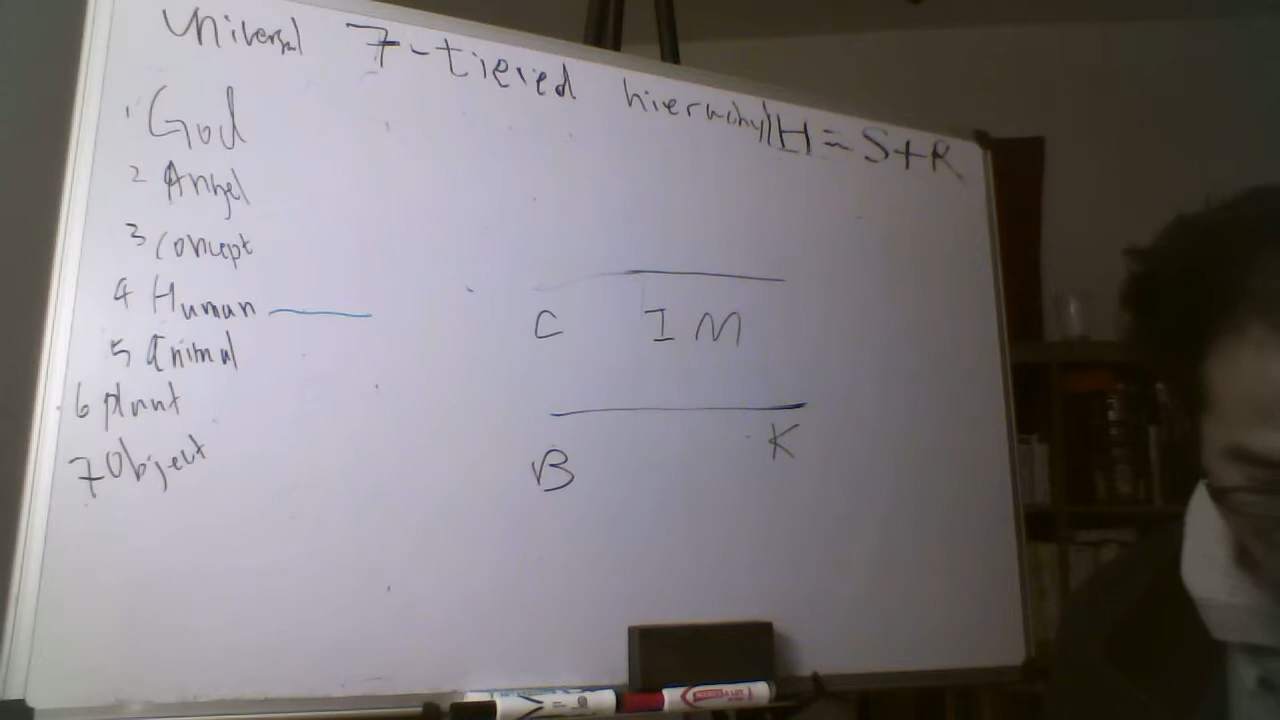 Universal 7-tiered hierarchy H = S+R
1 God
2 Angel
3 concept
4 Human
5 animal
6 plant
7 Object
C I M
B K